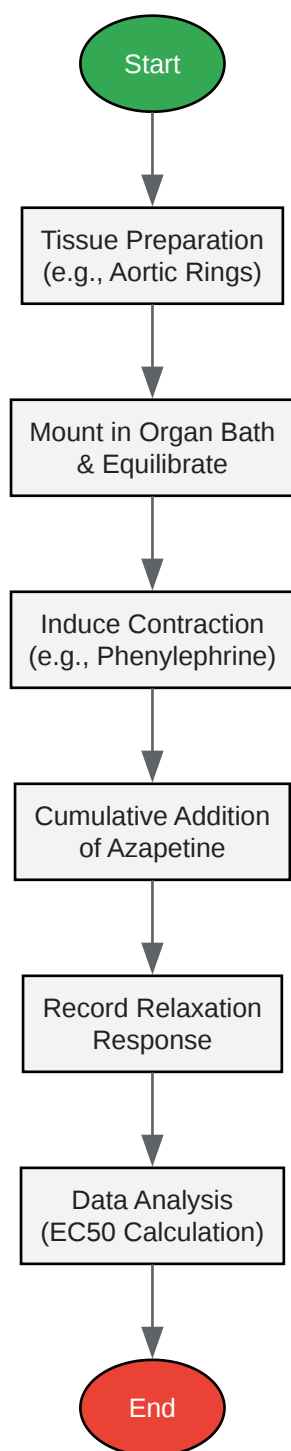 Start
Tissue Preparation
(e.g., Aortic Rings)
Mount in Organ Bath
& Equilibrate
Induce Contraction
(e.g., Phenylephrine)
Cumulative Addition
of Azapetine
Record Relaxation
Response
Data Analysis
(EC50 Calculation)
End